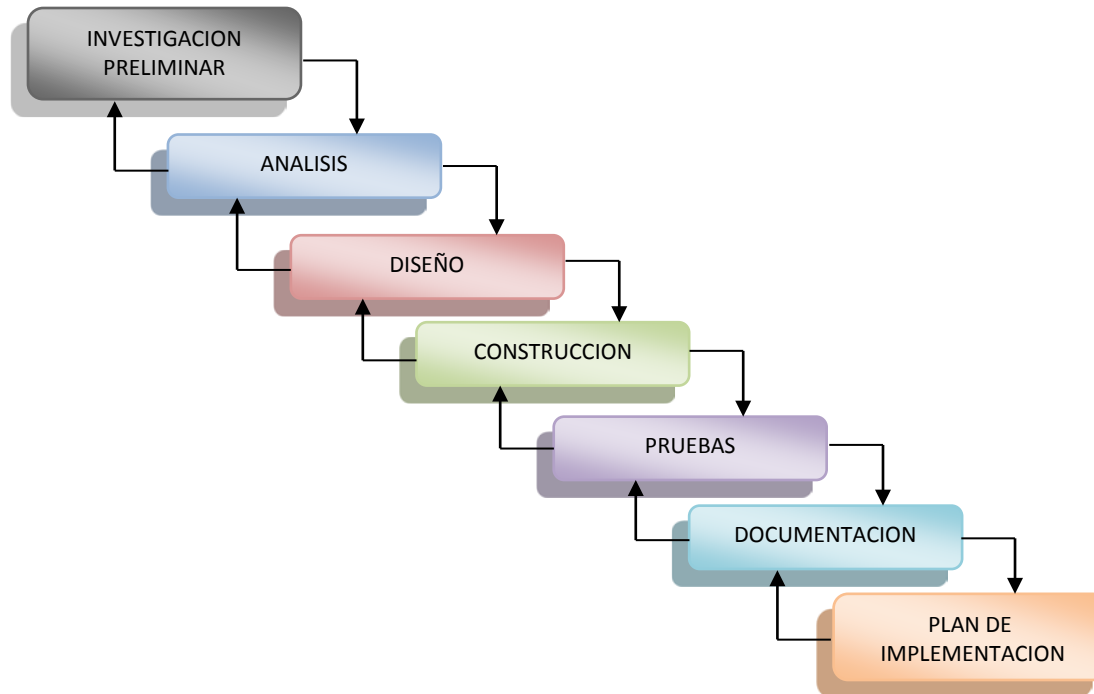 INVESTIGACION
PRELIMINAR
ANALISIS
DISEÑO
CONSTRUCCION
PRUEBAS
DOCUMENTACION
PLAN DE
IMPLEMENTACION